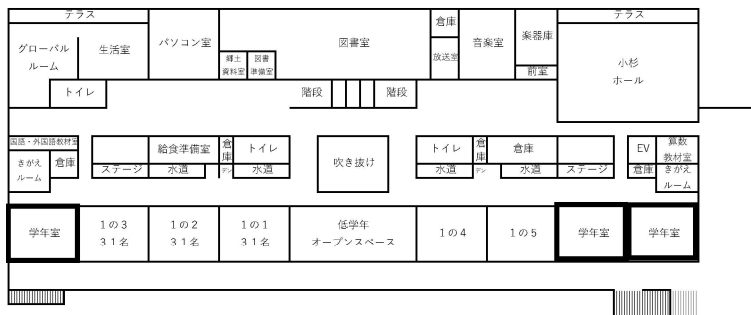 テラス
グローバル
ルーム
生活室
パソコン室
郷土
資料室
図書
準備室
図書室
倉庫
放送室
音楽室
楽器庫
前室
テラス
小杉
ホール
トイレ
階段
階段
国語・外国語教材室
きがえ
ルーム
倉庫
ステージ
給食準備室
水道
倉
庫
デン
トイレ
水道
吹き抜け
トイレ
水道
倉
庫
デン
倉庫
水道
ステージ
EV
倉庫
算数
教材室
きがえ
ルーム
学年室
1の3
31名
1の2
31名
1の1
31名
低学年
オープンスペース
1の4
1の5
学年室
学年室